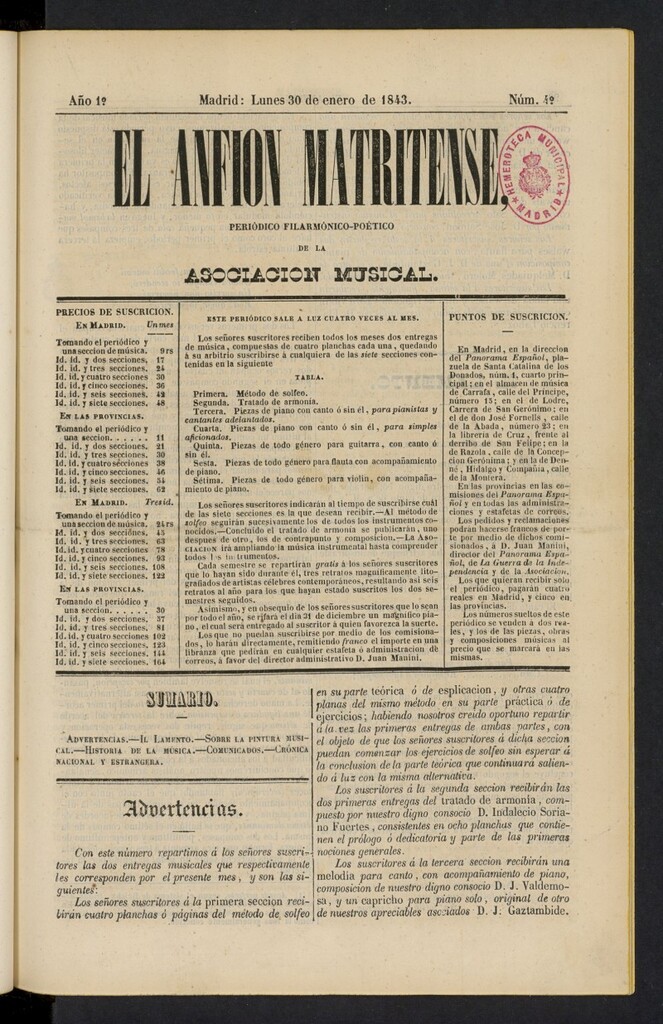 Año 1º Madrid: Lunes 30 de enero de 1843. Núm. 4º
EL ANFION MATRITENSE,
PERIÓDICO FILARMÓNICO-POÉTICO
DE LA
ASOCIACION MUSICAL.
HEMEROTECA MUNICIPAL
MADRID
PRECIOS DE SUSCRICION.
EN MADRID. Un mes
Tomando el periódico y
una seccion de música. 9 rs
Id. id. y dos secciones, 17
Id. id. y tres secciones. 24
Id. id. y cuatro secciones 30
Id. id. y cinco secciones. 36
Id. id. y seis secciones. 42
Id. id. y siete secciones. 48
EN LAS PROVINCIAS.
Tomando el periódico y
una seccion. . . . . . 11
Id. id. y dos secciones. 21
Id. id. y tres secciones. 30
Id. id. y cuatro secciones 38
Id. id. y cinco secciones. 46
Id. id. y seis secciones. 54
Id. id. y siete secciones. 62
EN MADRID. Tres id.
Tomando el periódico y
una seccion de música. 24 rs
Id. id. y dos secciones. 45
Id. id. y tres secciones. 63
Id. id. y cuatro secciones 78
Id. id. y cinco secciones. 93
Id. id. y seis secciones. 108
Id. id. y siete secciones. 122
EN LAS PROVINCIAS.
Tomando el periódico y
una seccion. . . . . . 30
Id. id. y dos secciones. 57
Id. id. y tres secciones. 81
Id. id. y cuatro secciones 102
Id. id. y cinco secciones. 123
Id. id. y seis secciones. 144
Id. id. y siete secciones. 164
ESTE PERIÓDICO SALE A LUZ CUATRO VECES AL MES.
Los señores suscritores reciben todos los meses dos entregas
de música, compuestas de cuatro planchas cada una, quedando
á su arbitrio suscribirse á cualquiera de las siete secciones con-
tenidas en la siguiente
TABLA.
Primera. Método de solfeo.
Segunda. Tratado de armonía.
Tercera. Piezas de piano con canto ó sin él, para pianistas y
cantantes adelantados.
Cuarta. Piezas de piano con canto ó sin él, para simples
aficionados.
Quinta. Piezas de todo género para guitarra, con canto ó
sin él.
Sesta. Piezas de todo género para flauta con acompañamiento
de piano.
Sétima. Piezas de todo género para violin, con acompaña-
miento de piano.
Los señores suscritores indicarán al tiempo de suscribirse cuál
de las siete secciones es la que desean recibir.—Al método de
solfeo seguirán sucesivamente los de todos los instrumentos co-
nocidos.—Concluido el tratado de armonía se publicarán, uno
despues de otro, los de contrapunto y composicion.—La ASO-
CIACION irá ampliando la música instrumental hasta comprender
todos los instrumentos.
Cada semestre se repartirán gratis á los señores suscritores
que lo hayan sido durante él, tres retratos magníficamente lito-
grafiados de artistas célebres contemporáneos, resultando así seis
retratos al año para los que hayan estado suscritos los dos se-
mestres seguidos.
Asimismo, y en obsequio de los señores suscritores que lo sean
por todo el año, se rifará el dia 21 de diciembre un magnífico pia-
no, el cual será entregado al suscritor á quien favorezca la suerte.
Los que no puedan suscribirse por medio de los comisiona-
dos, lo harán directamente, remitiendo franco el importe en una
libranza que pedirán en cualquier estafeta ó administracion de
correos, á favor del director administrativo D. Juan Manini.
PUNTOS DE SUSCRICION.
En Madrid, en la direccion
del Panorama Español, pla-
zuela de Santa Catalina de los
Donados, núm. 4, cuarto prin-
cipal; en el almacen de música
de Carrafa, calle del Príncipe,
número 15; en el de Lodre,
Carrera de San Gerónimo; en
el de don José Fornells, calle
de la Abada, número 23; en
la librería de Cruz, frente al
derribo de San Felipe; en la
de Razola, calle de la Concep-
cion Gerónima; y en la de Den-
né, Hidalgo y Compañía, calle
de la Montera.
En las provincias en las co-
misiones del Panorama Espa-
ñol y en todas las administra-
ciones y estafetas de correos.
Los pedidos y reclamaciones
podrán hacerse francos de por-
te por medio de dichos comi-
sionados, á D. Juan Manini,
director del Panorama Espa-
ñol, de La Guerra de la Inde-
pendencia y de la Asociacion.
Los que quieran recibir solo
el periódico, pagarán cuatro
reales en Madrid, y cinco en
las provincias.
Los números sueltos de este
periódico se venden á dos rea-
les, y los de las piezas, obras
y composiciones músicas al
precio que se marcará en las
mismas.
SUMARIO.
ADVERTENCIAS.—IL LAMENTO.—SOBRE LA PINTURA MUSI-
CAL.—HISTORIA DE LA MÚSICA.—COMUNICADOS.—CRÓNICA
NACIONAL Y ESTRANGERA.
Advertencias.
Con este número repartimos á los señores suscri-
tores las dos entregas musicales que respectivamente
les corresponden por el presente mes, y son las si-
guientes:
Los señores suscritores á la primera seccion reci-
birán cuatro planchas ó páginas del método de solfeo
en su parte teórica ó de esplicacion, y otras cuatro
planas del mismo método en su parte práctica ó de
ejercicios; habiendo nosotros creido oportuno repartir
á la vez las primeras entregas de ambas partes, con
el objeto de que los señores suscritores á dicha seccion
puedan comenzar los ejercicios de solfeo sin esperar á
la conclusion de la parte teórica que continuará salien-
do á luz con la misma alternativa.
Los suscritores á la segunda seccion recibirán las
dos primeras entregas del tratado de armonía, com-
puesto por nuestro digno consocio D. Indalecio Soria-
no Fuertes, consistentes en ocho planchas que contie-
nen el prólogo ó dedicatoria y parte de las primeras
nociones generales.
Los suscritores á la tercera seccion recibirán una
melodía para canto, con acompañamiento de piano,
composicion de nuestro digno consocio D. J. Valdemo-
sa, y un capricho para piano solo, original de otro
de nuestros apreciables asociados D. J. Gaztambide.